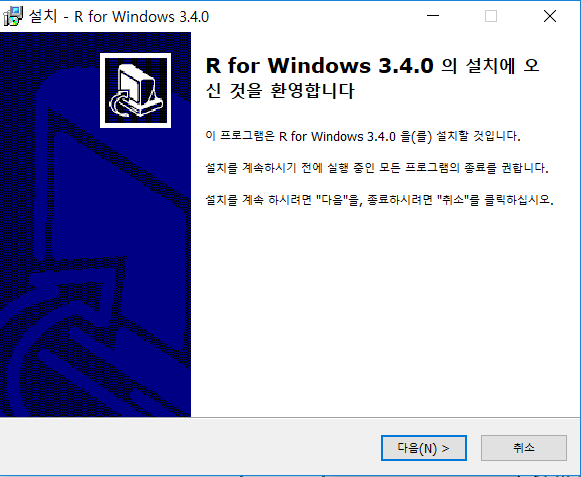 설치 - R for Windows 3.4.0
R for Windows 3.4.0 의 설치에 오
신 것을 환영합니다
이 프로그램은 R for Windows 3.4.0 을(를) 설치할 것입니다.
설치를 계속하시기 전에 실행 중인 모든 프로그램의 종료를 권합니다.
설치를 계속 하시려면 "다음"을, 종료하시려면 "취소"를 클릭하십시오.
다음(N) >
취소